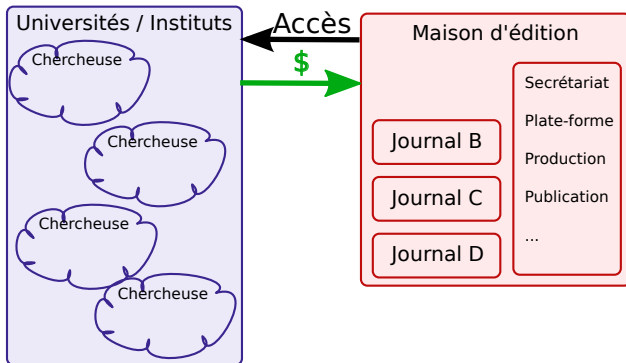 Universités / Instituts
Chercheuse
Chercheuse
Chercheuse
Chercheuse
Accès
$
Maison d'édition
Journal B
Journal C
Journal D
Secrétariat
Plate-forme
Production
Publication
...